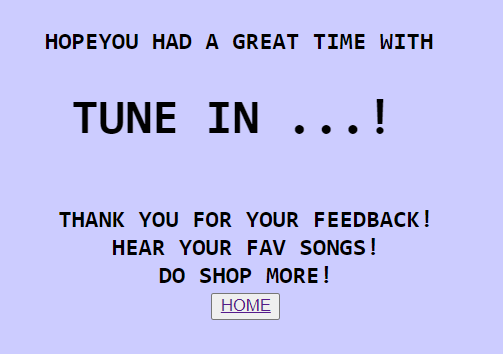 HOPEYOU HAD A GREAT TIME WITH
TUNE IN ...!
THANK YOU FOR YOUR FEEDBACK!
HEAR YOUR FAV SONGS!
DO SHOP MORE!
HOME